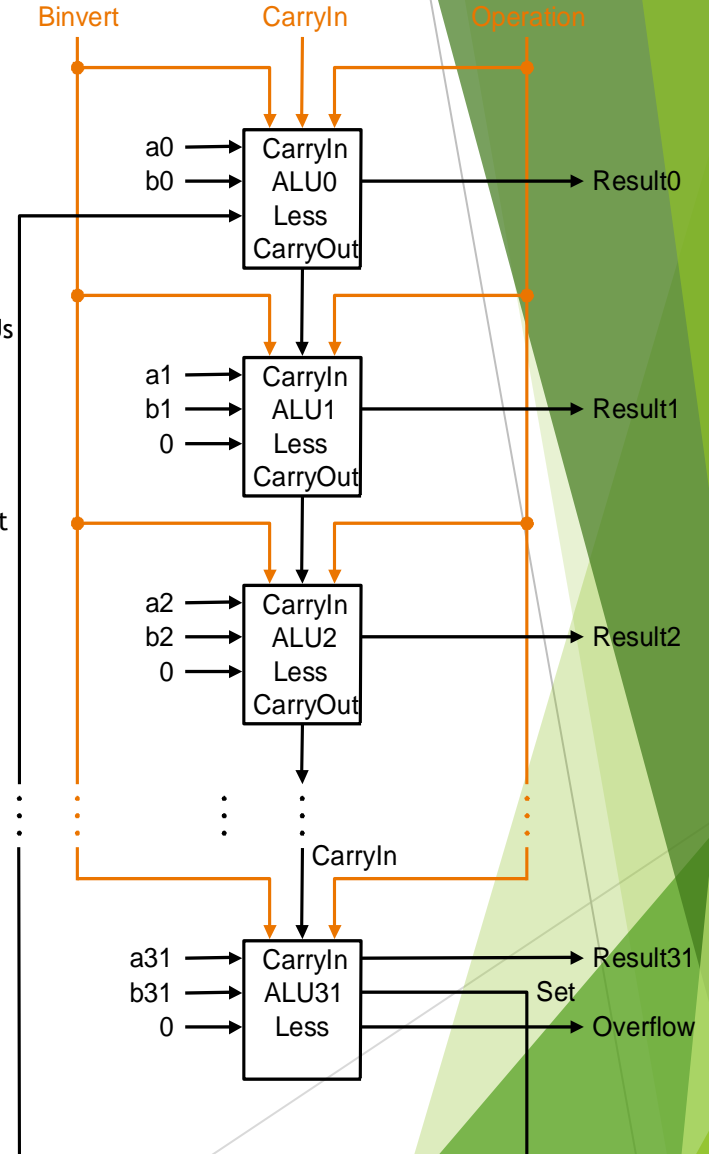 Binvert CarryIn Operation
a0 CarryIn
b0 ALU0 Result0
Less
CarryOut
a1 CarryIn
b1 ALU1 Result1
0 Less
CarryOut
a2 CarryIn
b2 ALU2 Result2
0 Less
CarryOut
CarryIn
a31 CarryIn Result31
b31 ALU31 Set
0 Less Overflow